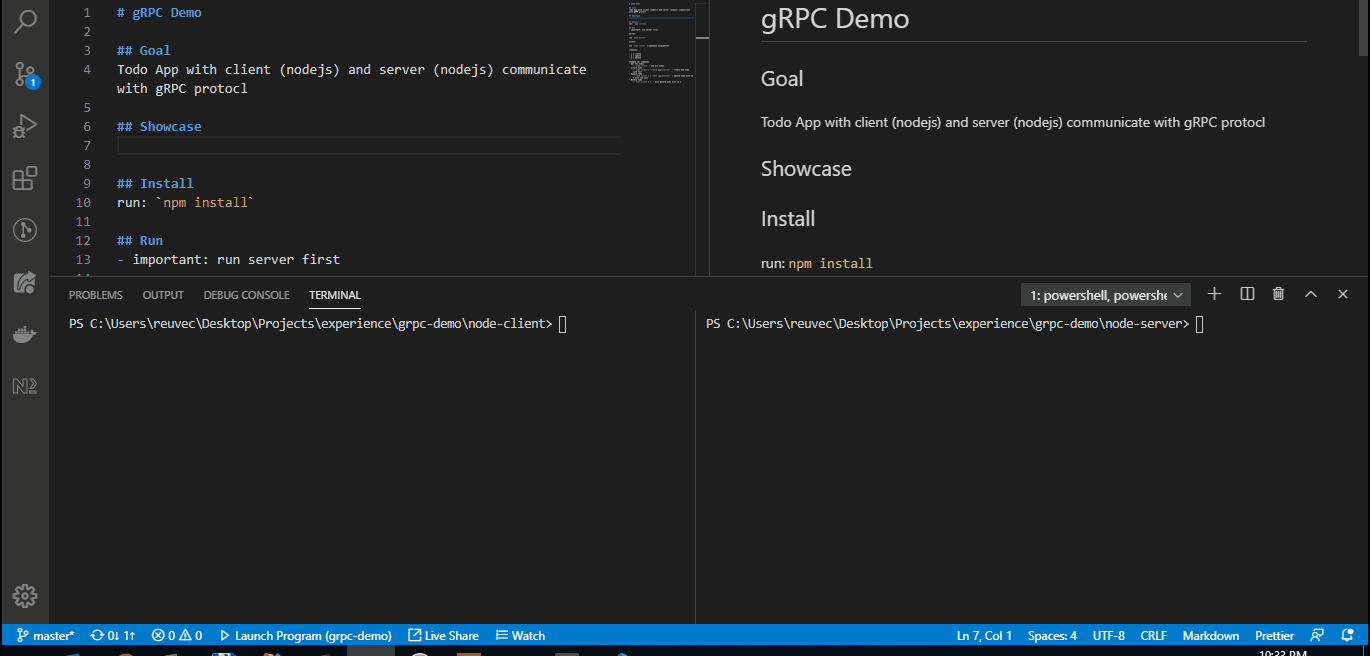 1 # gRPC Demo
2
3 ## Goal
4 Todo App with client (nodejs) and server (nodejs) communicate
with gRPC protocl
5
6 ## Showcase
7
8
9 ## Install
10 run: `npm install`
11
12 ## Run
13 - important: run server first
gRPC Demo
Goal
Todo App with client (nodejs) and server (nodejs) communicate with gRPC protocl
Showcase
Install
run: npm install
1
PROBLEMS OUTPUT DEBUG CONSOLE TERMINAL 1: powershell, powershe
PS C:\Users\reuvec\Desktop\Projects\experience\grpc-demo\node-client>
PS C:\Users\reuvec\Desktop\Projects\experience\grpc-demo\node-server>
master* 0↓ 1↑ 0 0 Launch Program (grpc-demo) Live Share Watch Ln 7, Col 1 Spaces: 4 UTF-8 CRLF Markdown Prettier
10:33 PM